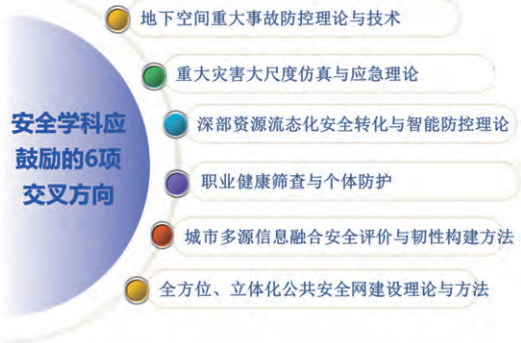 安全学科应
鼓励的6项
交叉方向
地下空间重大事故防控理论与技术
重大灾害大尺度仿真与应急理论
深部资源流态化安全转化与智能防控理论
职业健康筛查与个体防护
城市多源信息融合安全评价与韧性构建方法
全方位、立体化公共安全网建设理论与方法